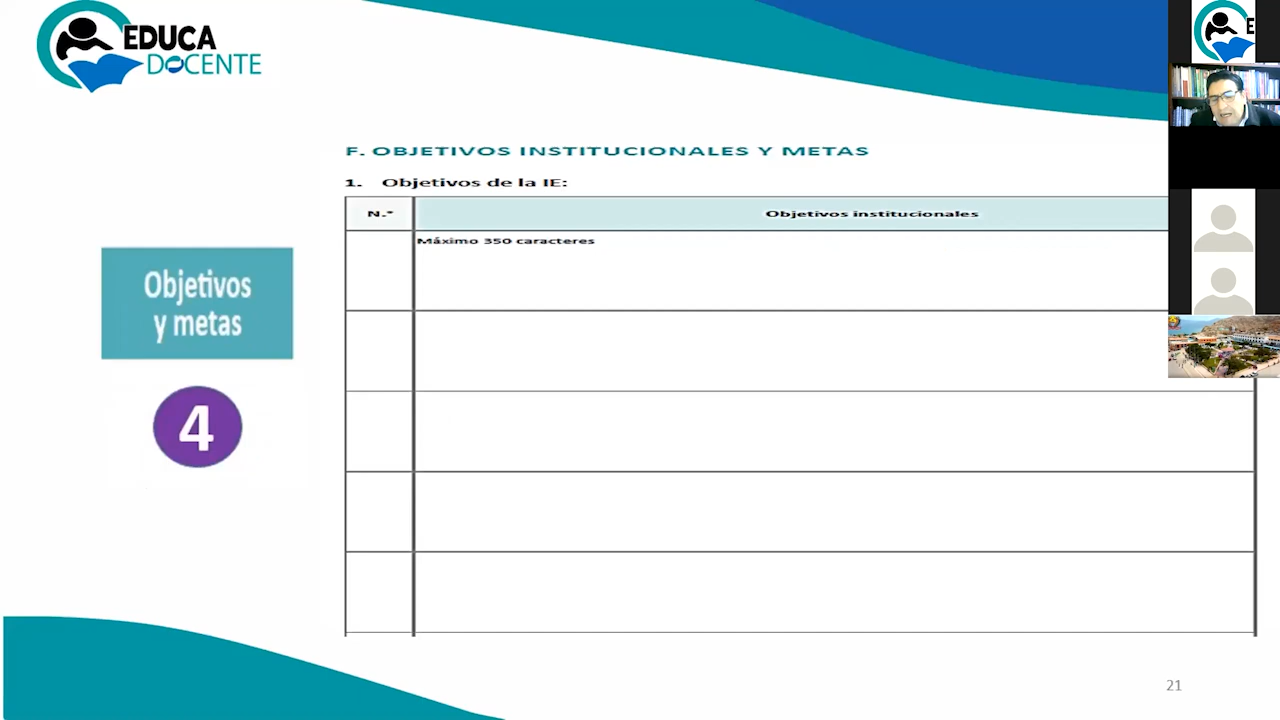 EDUCA
DOCENTE
E
F. OBJETIVOS INSTITUCIONALES Y METAS
1. Objetivos de la IE:
N.° Objetivos institucionales
Máximo 350 caracteres
Objetivos
y metas
4
21